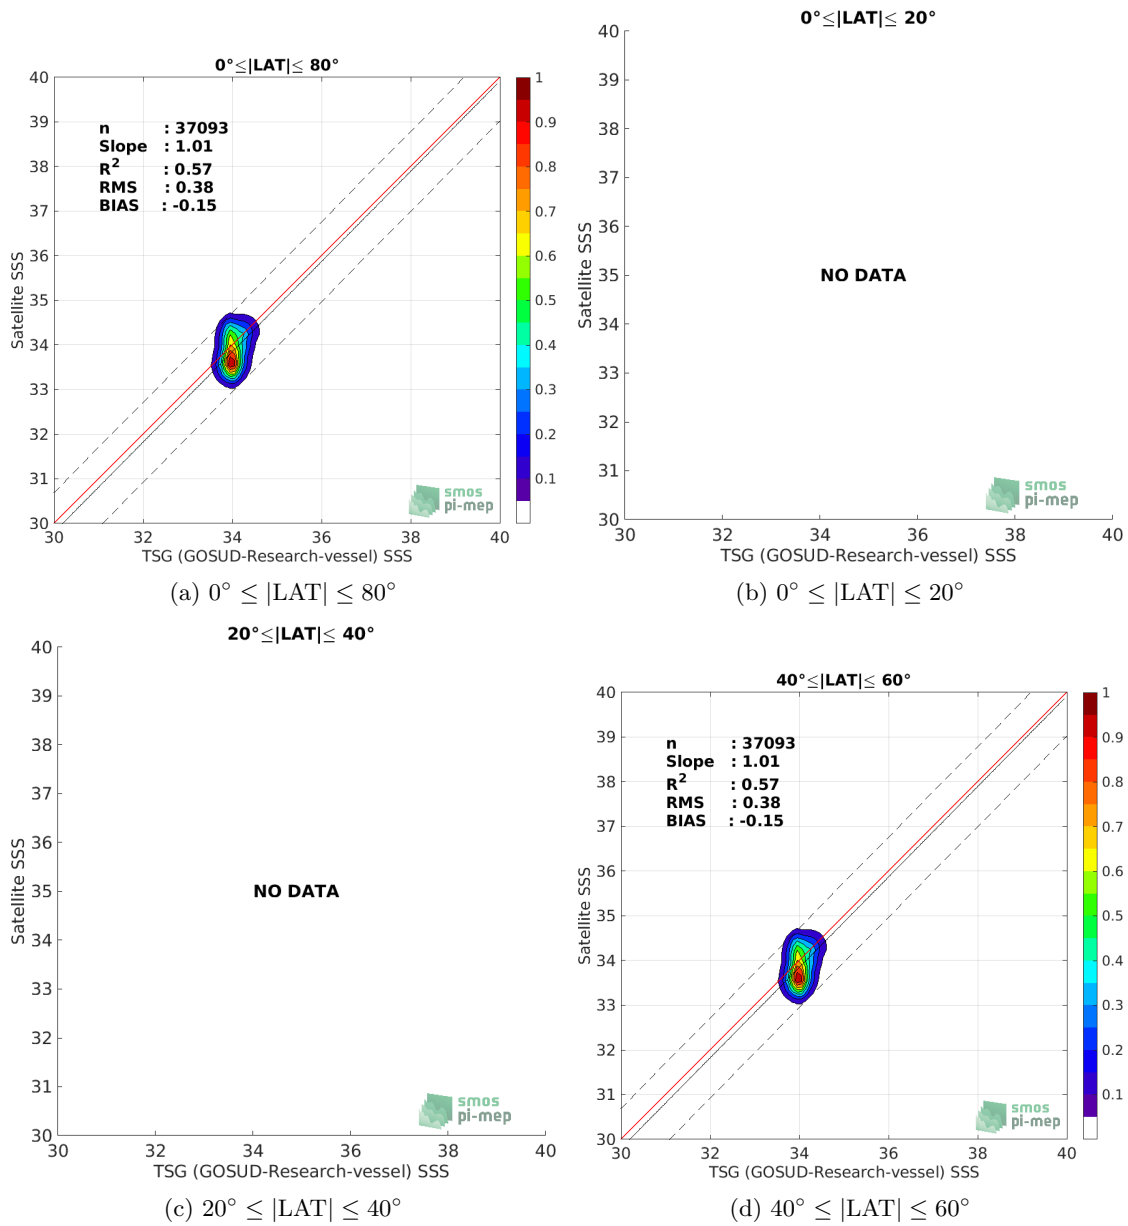 0°≤|LAT|≤ 80°
40
39
38
37
36
35
34
33
32
31
30
Satellite SSS
n : 37093
Slope : 1.01
R2 : 0.57
RMS : 0.38
BIAS : -0.15
smos
pi-mep
30 32 34 36 38 40
TSG (GOSUD-Research-vessel) SSS
1
0.9
0.8
0.7
0.6
0.5
0.4
0.3
0.2
0.1
(a) 0° ≤ |LAT| ≤ 80°
0°≤|LAT|≤ 20°
40
39
38
37
36
35
34
33
32
31
30
Satellite SSS
NO DATA
smos
pi-mep
30 32 34 36 38 40
TSG (GOSUD-Research-vessel) SSS
(b) 0° ≤ |LAT| ≤ 20°
20°≤|LAT|≤ 40°
40
39
38
37
36
35
34
33
32
31
30
Satellite SSS
NO DATA
smos
pi-mep
30 32 34 36 38 40
TSG (GOSUD-Research-vessel) SSS
(c) 20° ≤ |LAT| ≤ 40°
40°≤|LAT|≤ 60°
40
39
38
37
36
35
34
33
32
31
30
Satellite SSS
n : 37093
Slope : 1.01
R2 : 0.57
RMS : 0.38
BIAS : -0.15
smos
pi-mep
30 32 34 36 38 40
TSG (GOSUD-Research-vessel) SSS
1
0.9
0.8
0.7
0.6
0.5
0.4
0.3
0.2
0.1
(d) 40° ≤ |LAT| ≤ 60°